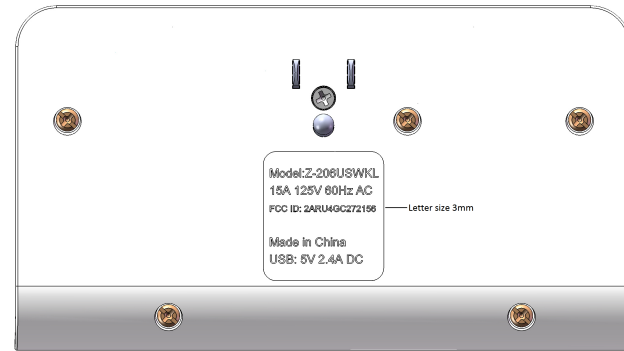 Model:Z-206USWKL
15A 125V 60Hz AC
FCC ID: 2ARU4GC272156
Letter size 3mm
Made in China
USB: 5V 2.4A DC